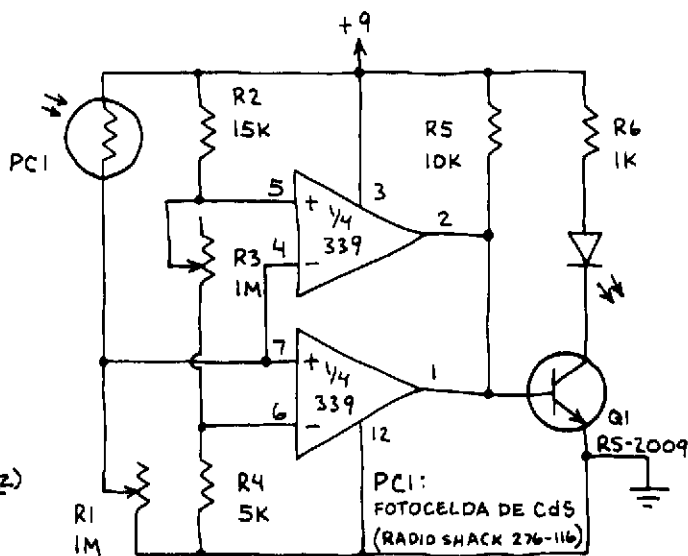 +9
R2
15K
R5
10K
R6
1K
PC1
5
+
1/4
339
3
2
4
−
R3
1M
7
+
1/4
339
1
6
−
12
Q1
RS-2009
R4
5K
PC1:
FOTOCELDA DE CdS
(RADIO SHACK 276-116)
R1
1M